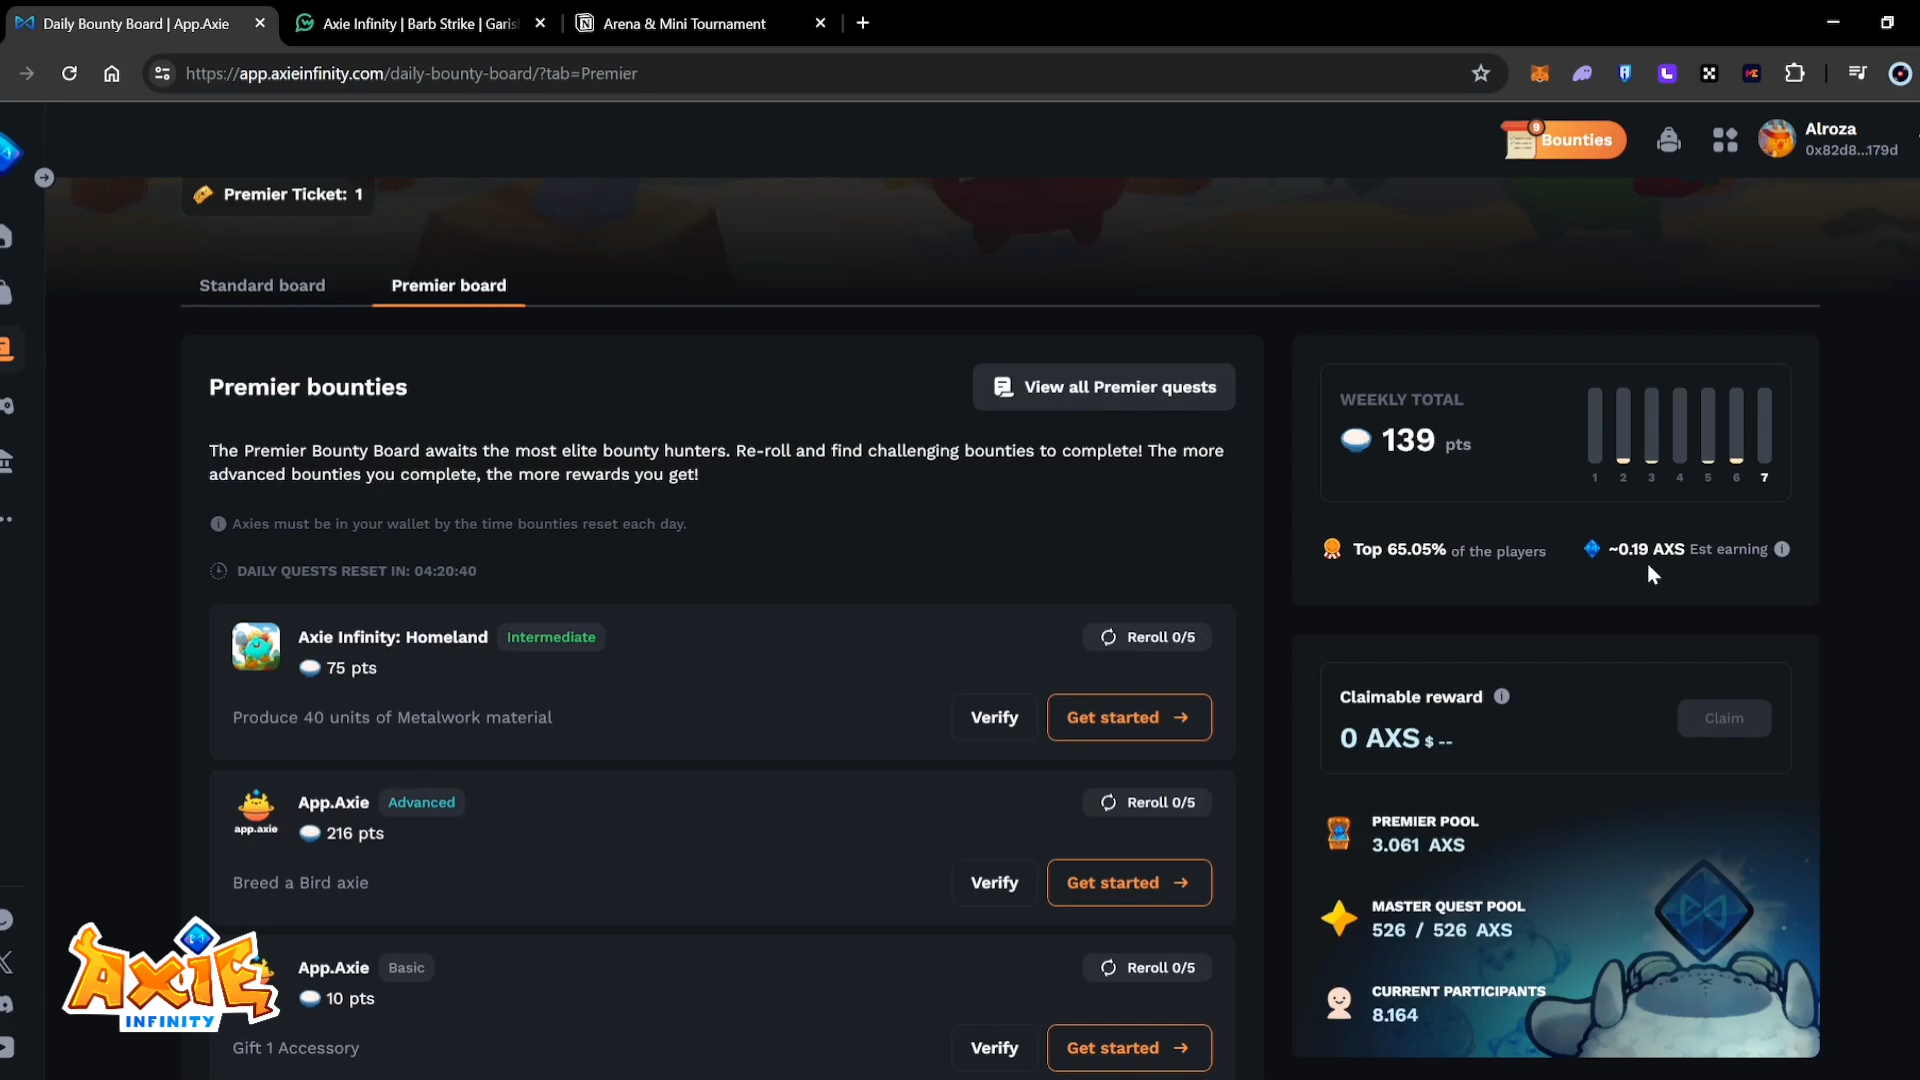 Daily Bounty Board | App.Axie
Axie Infinity | Barb Strike | Garis
Arena & Mini Tournament
https://app.axieinfinity.com/daily-bounty-board/?tab=Premier
9
Bounties
Alroza
0x82d8...179d
Premier Ticket: 1
Standard board
Premier board
Premier bounties
View all Premier quests
The Premier Bounty Board awaits the most elite bounty hunters. Re-roll and find challenging bounties to complete! The more
advanced bounties you complete, the more rewards you get!
Axies must be in your wallet by the time bounties reset each day.
DAILY QUESTS RESET IN: 04:20:40
Axie Infinity: Homeland
Intermediate
Reroll 0/5
75 pts
Produce 40 units of Metalwork material
Verify
Get started
App.Axie
Advanced
Reroll 0/5
216 pts
app.axie
Breed a Bird axie
Verify
Get started
App.Axie
Basic
Reroll 0/5
10 pts
Gift 1 Accessory
Verify
Get started
AXIE
INFINITY
WEEKLY TOTAL
139 pts
1 2 3 4 5 6 7
Top 65.05% of the players
~0.19 AXS Est earning
Claimable reward
0 AXS $ --
Claim
PREMIER POOL
3.061 AXS
MASTER QUEST POOL
526 / 526 AXS
CURRENT PARTICIPANTS
8.164